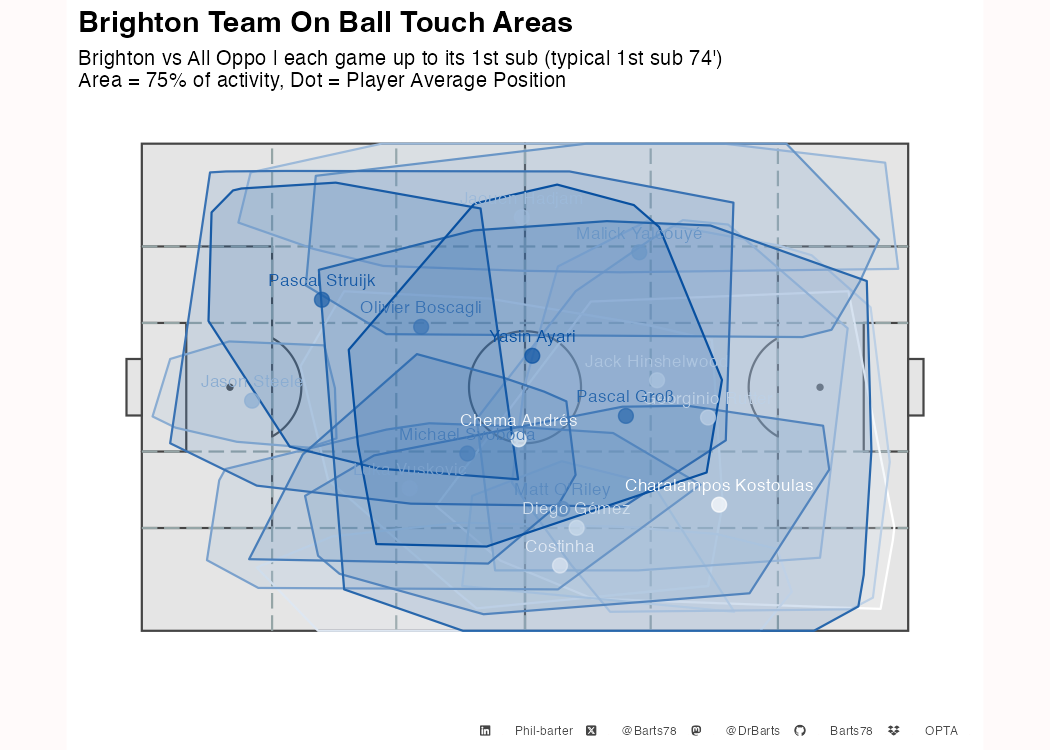 Brighton Team On Ball Touch Areas
Brighton vs All Oppo | each game up to its 1st sub (typical 1st sub 74')
Area = 75% of activity, Dot = Player Average Position
Malick Yalcouye
Pascal Struijk
Olivier Boscagli
Yasin Ayari
Jack Hinshelwood
Jason Steele
Pascal Groß
Chema Andrés
Michael Svoboda
Luka Vuskovic
Charalampos Kostoulas
Matt O'Riley
Diego Gómez
Costinha
Phil-barter @Barts78 @DrBarts Barts78 OPTA